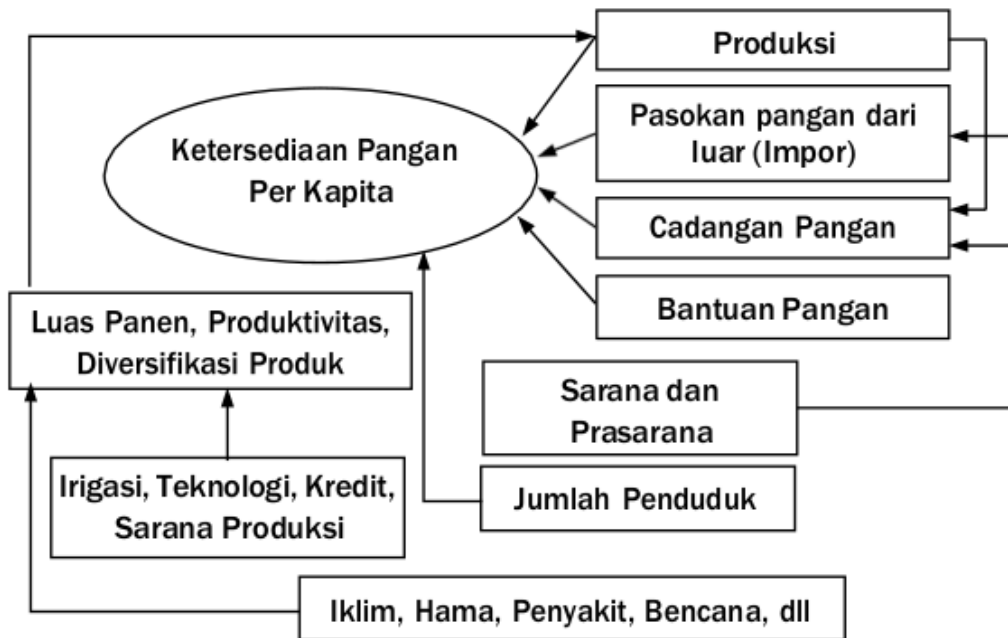 Produksi
Pasokan pangan dari
luar (Impor)
Ketersediaan Pangan
Per Kapita
Cadangan Pangan
Bantuan Pangan
Luas Panen, Produktivitas,
Diversifikasi Produk
Sarana dan
Prasarana
Irigasi, Teknologi, Kredit,
Sarana Produksi
Jumlah Penduduk
Iklim, Hama, Penyakit, Bencana, dll